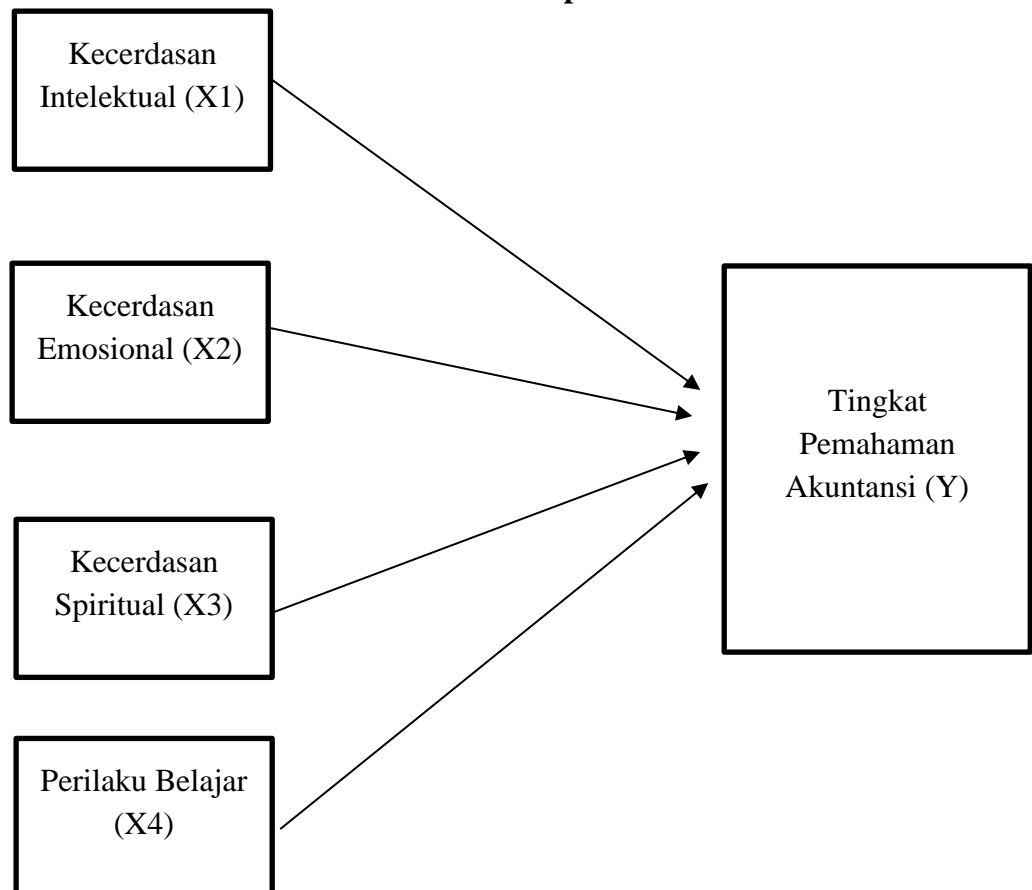 Kecerdasan
Intelektual (X1)
Kecerdasan
Emosional (X2)
Kecerdasan
Spiritual (X3)
Perilaku Belajar
(X4)
Tingkat
Pemahaman
Akuntansi (Y)